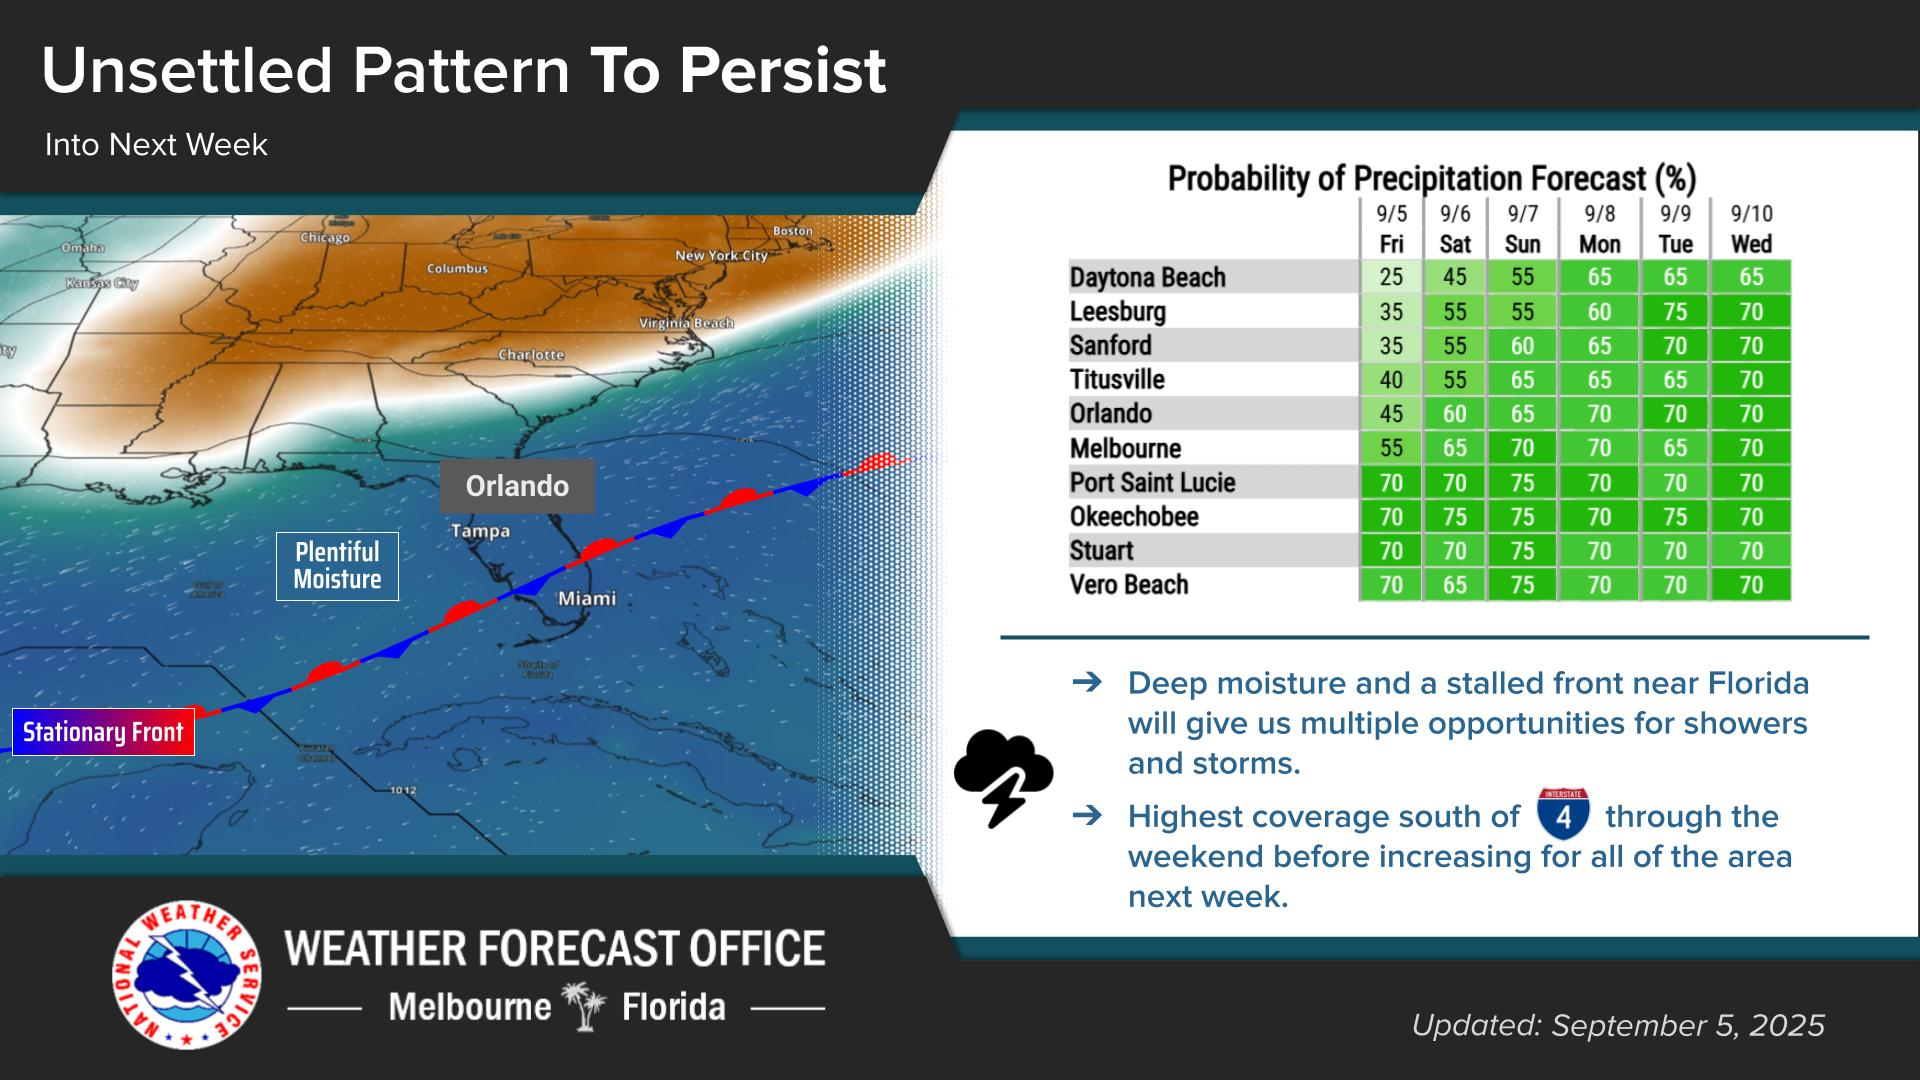 Unsettled Pattern To Persist
Into Next Week
Omaha
Chicago
Boston
Kansas City
Columbus
New York City
Virginia Beach
Charlotte
Orlando
Tampa
Plentiful
Moisture
Gulf of
America
Miami
Straits of
Florida
Stationary Front
Yucatan
Channel
1012
Probability of Precipitation Forecast (%)
9/5 9/6 9/7 9/8 9/9 9/10
Fri Sat Sun Mon Tue Wed
Daytona Beach 25 45 55 65 65 65
Leesburg 35 55 55 60 75 70
Sanford 35 55 60 65 70 70
Titusville 40 55 65 65 65 70
Orlando 45 60 65 70 70 70
Melbourne 55 65 70 70 65 70
Port Saint Lucie 70 70 75 70 70 70
Okeechobee 70 75 75 70 75 70
Stuart 70 70 75 70 70 70
Vero Beach 70 65 75 70 70 70
➔ Deep moisture and a stalled front near Florida
will give us multiple opportunities for showers
and storms.
➔ Highest coverage south of INTERSTATE 4 through the
weekend before increasing for all of the area
next week.
NATIONAL WEATHER SERVICE
WEATHER FORECAST OFFICE
Melbourne Florida
Updated: September 5, 2025